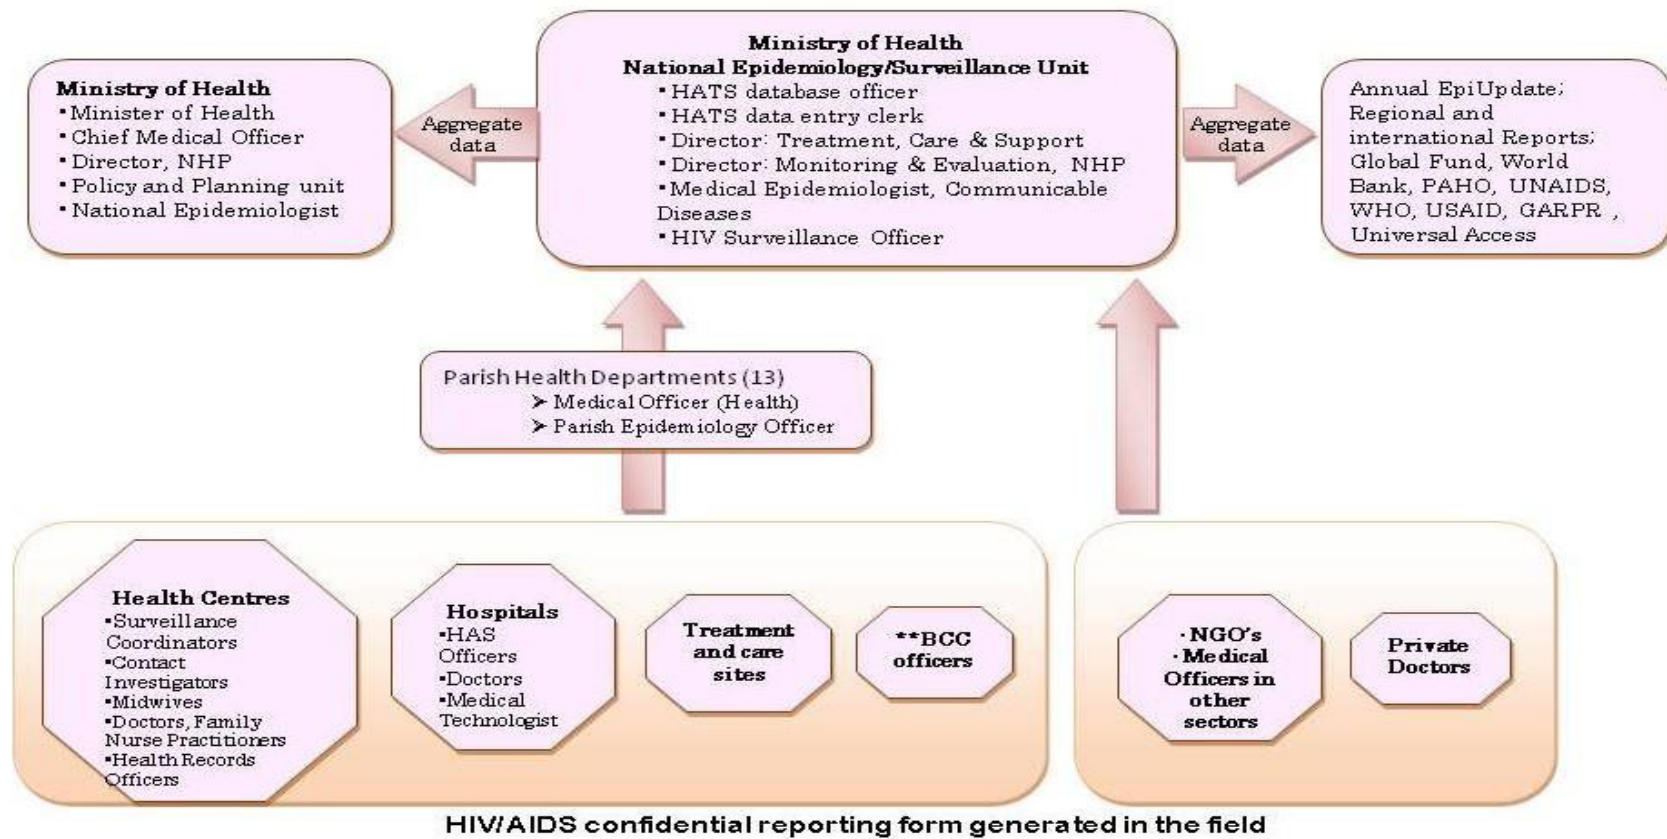 Ministry of Health
▪Minister of Health
▪Chief Medical Officer
▪Director, NHP
▪Policy and Planning unit
▪National Epidemiologist
Aggregate
data
Ministry of Health
National Epidemiology/Surveillance Unit
▪HATS database officer
▪HATS data entry clerk
▪Director: Treatment, Care & Support
▪Director: Monitoring & Evaluation, NHP
▪Medical Epidemiologist, Communicable
Diseases
▪HIV Surveillance Officer
Aggregate
data
Annual EpiUpdate;
Regional and
international Reports;
Global Fund, World
Bank, PAHO, UNAIDS,
WHO, USAID, GARPR ,
Universal Access
Parish Health Departments (13)
➢ Medical Officer (Health)
➢ Parish Epidemiology Officer
Health Centres
▪Surveillance
Coordinators
▪Contact
Investigators
▪Midwives
▪Doctors, Family
Nurse Practitioners
▪Health Records
Officers
Hospitals
▪HAS
Officers
▪Doctors
▪Medical
Technologist
Treatment
and care
sites
**BCC
officers
· NGO's
· Medical
Officers in
other
sectors
Private
Doctors
HIV/AIDS confidential reporting form generated in the field